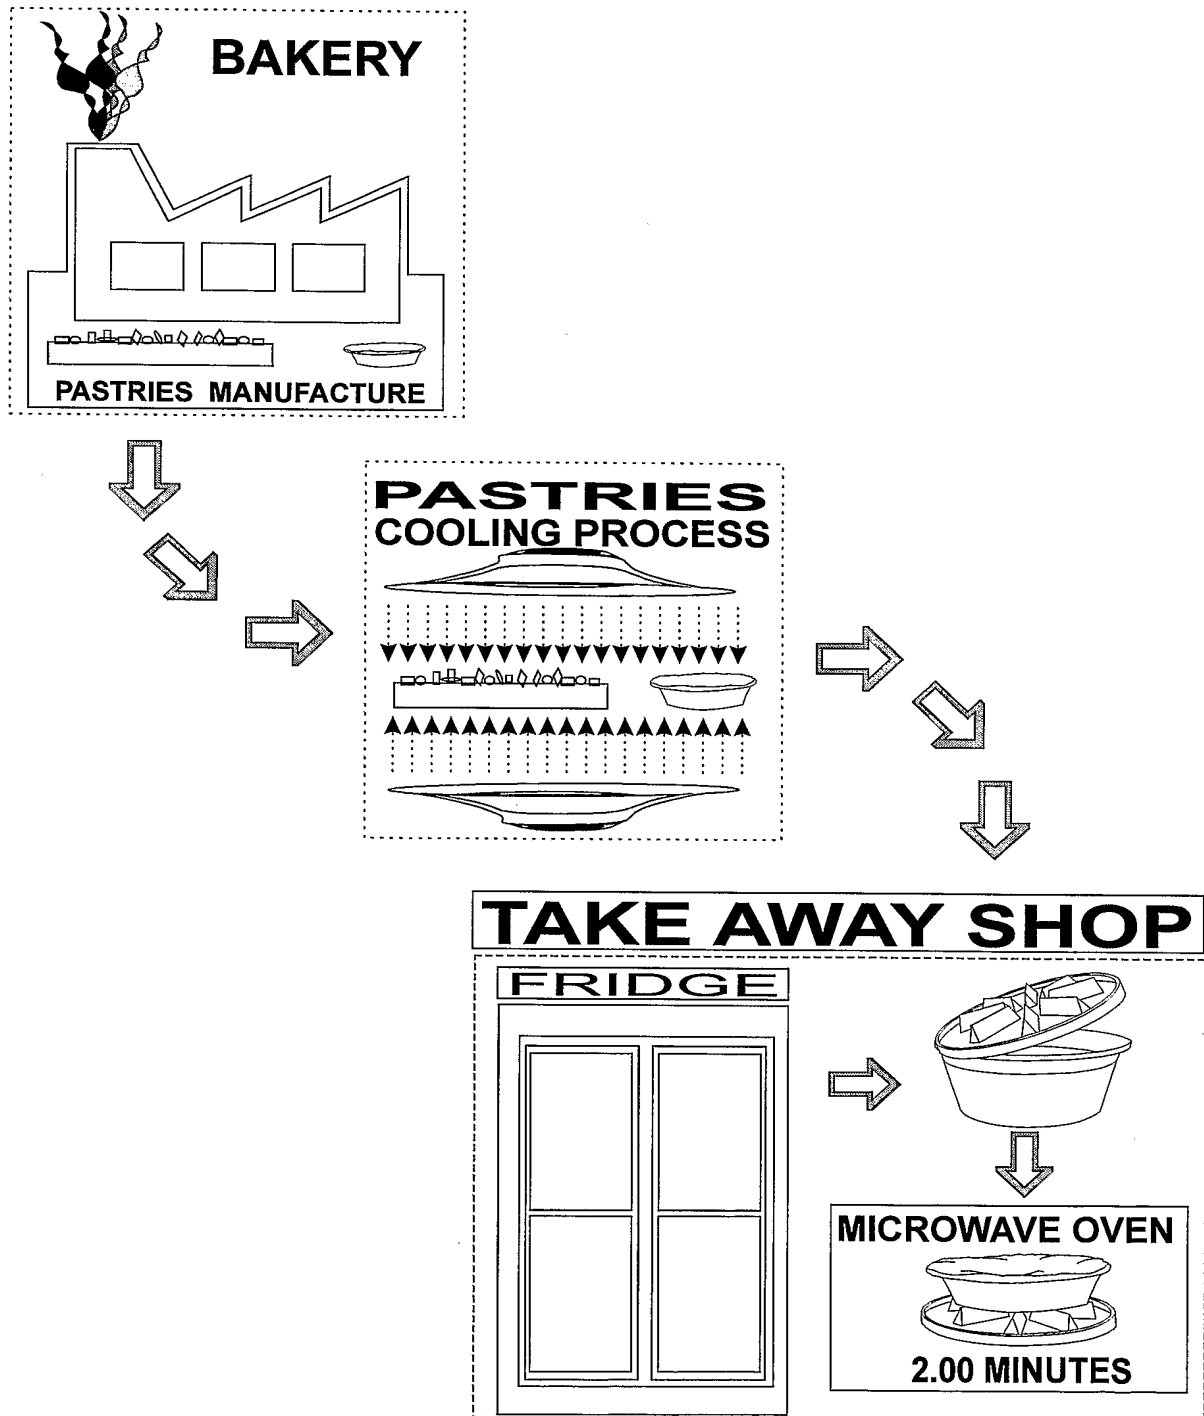 BAKERY
PASTRIES MANUFACTURE
PASTRIES
COOLING PROCESS
TAKE AWAY SHOP
FRIDGE
MICROWAVE OVEN
2.00 MINUTES